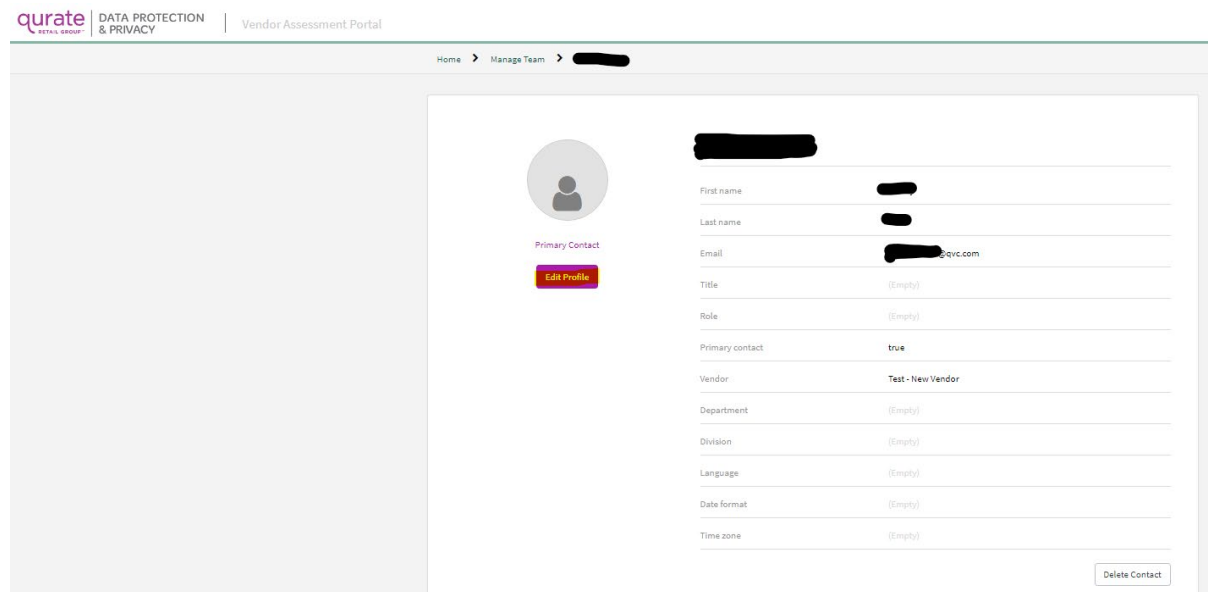 qurate
RETAIL GROUP
DATA PROTECTION
& PRIVACY
Vendor Assessment Portal
Home
Manage Team
Primary Contact
Edit Profile
First name
Last name
Email @qvc.com
Title (Empty)
Role (Empty)
Primary contact true
Vendor Test - New Vendor
Department (Empty)
Division (Empty)
Language (Empty)
Date format (Empty)
Time zone (Empty)
Delete Contact